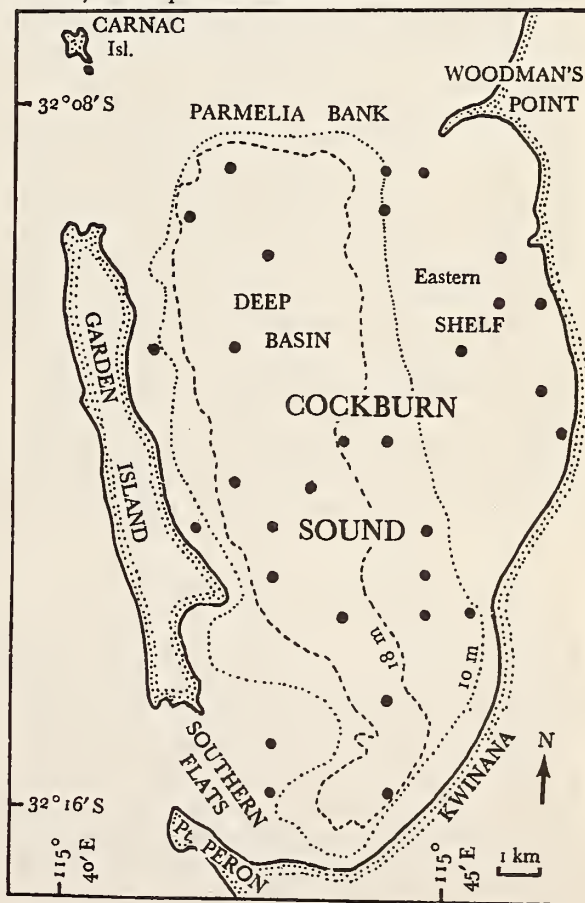 CARNAC
Isl.
WOODMAN'S
POINT
32°08'S
PARMELIA BANK
Eastern
SHELF
DEEP
BASIN
GARDEN
ISLAND
COCKBURN
SOUND
18 m
10 m
SOUTHERN
FLATS
KWINANA
N
32°16'S
Pt. PERON
115°
40' E
115°
45' E
1 km